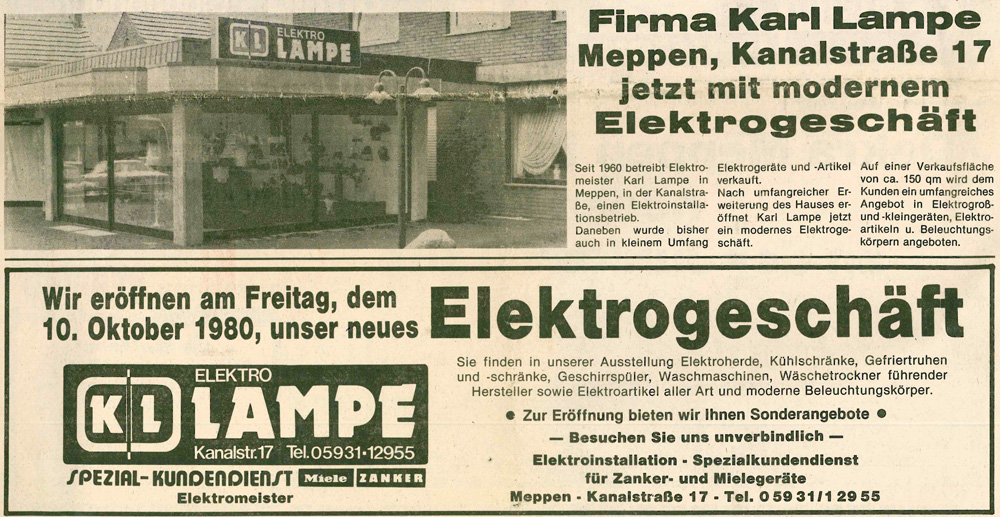 KL ELEKTRO
LAMPE
Firma Karl Lampe
Meppen, Kanalstraße 17
jetzt mit modernem
Elektrogeschäft
Seit 1960 betreibt Elektro-
meister Karl Lampe in
Meppen, in der Kanalstra-
ße, einen Elektroinstalla-
tionsbetrieb.
Daneben wurde bisher
auch in kleinem Umfang
Elektrogeräte und -Artikel
verkauft.
Nach umfangreicher Er-
weiterung des Hauses er-
öffnet Karl Lampe jetzt
ein modernes Elektroge-
schäft.
Auf einer Verkaufsfläche
von ca. 150 qm wird dem
Kunden ein umfangreiches
Angebot in Elektrogroß-
und -kleingeräten, Elektro-
artikeln u. Beleuchtungs-
körpern angeboten.
Wir eröffnen am Freitag, dem
10. Oktober 1980, unser neues
Elektrogeschäft
Sie finden in unserer Ausstellung Elektroherde, Kühlschränke, Gefriertruhen
und -schränke, Geschirrspüler, Waschmaschinen, Wäschetrockner führender
Hersteller sowie Elektroartikel aller Art und moderne Beleuchtungskörper.
● Zur Eröffnung bieten wir Ihnen Sonderangebote ●
— Besuchen Sie uns unverbindlich —
Elektroinstallation - Spezialkundendienst
für Zanker- und Mielegeräte
Meppen - Kanalstraße 17 - Tel. 0 59 31/1 29 55
KL ELEKTRO
LAMPE
Kanalstr.17 Tel.05931-12955
SPEZIAL-KUNDENDIENST Miele ZANKER
Elektromeister